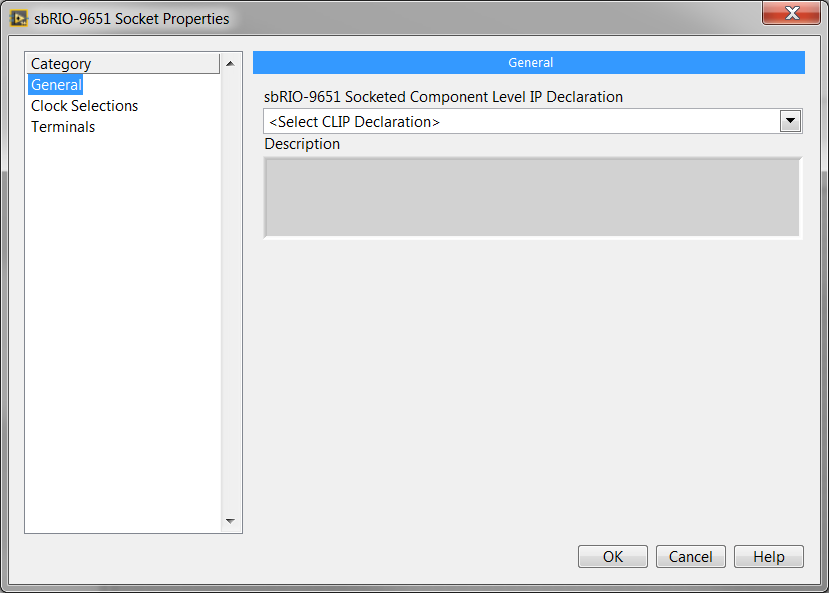 sbRIO-9651 Socket Properties
Category
General
Clock Selections
Terminals
General
sbRIO-9651 Socketed Component Level IP Declaration
<Select CLIP Declaration>
Description
OK Cancel Help